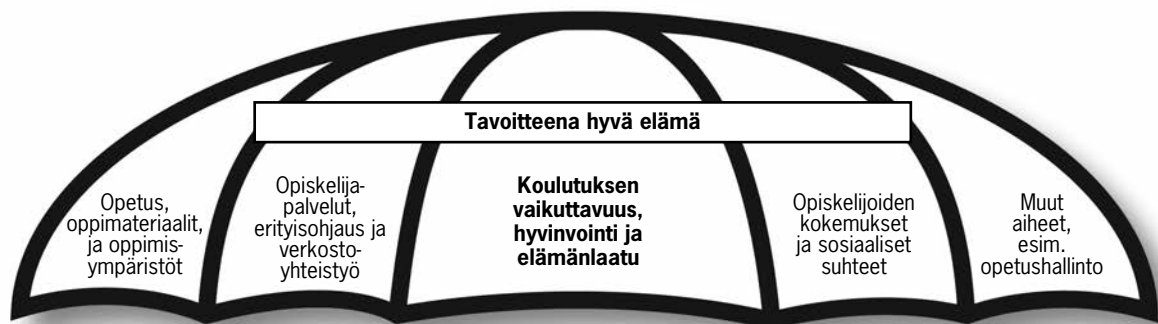 Tavoitteena hyvä elämä
Opetus,
oppimateriaalit,
ja oppimis-
ympäristöt
Opiskelija-
palvelut,
erityisohjaus ja
verkosto-
yhteistyö
Koulutuksen
vaikuttavuus,
hyvinvointi ja
elämänlaatu
Opiskelijoiden
kokemukset
ja sosiaaliset
suhteet
Muut
aiheet,
esim.
opetushallinto